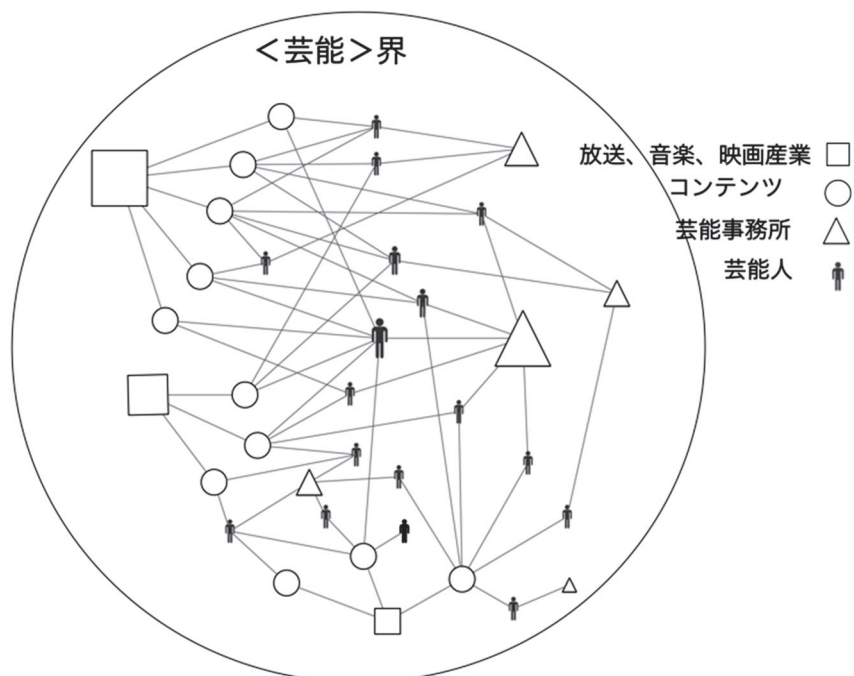 ＜芸能＞界
放送、音楽、映画産業
コンテンツ
芸能事務所
芸能人